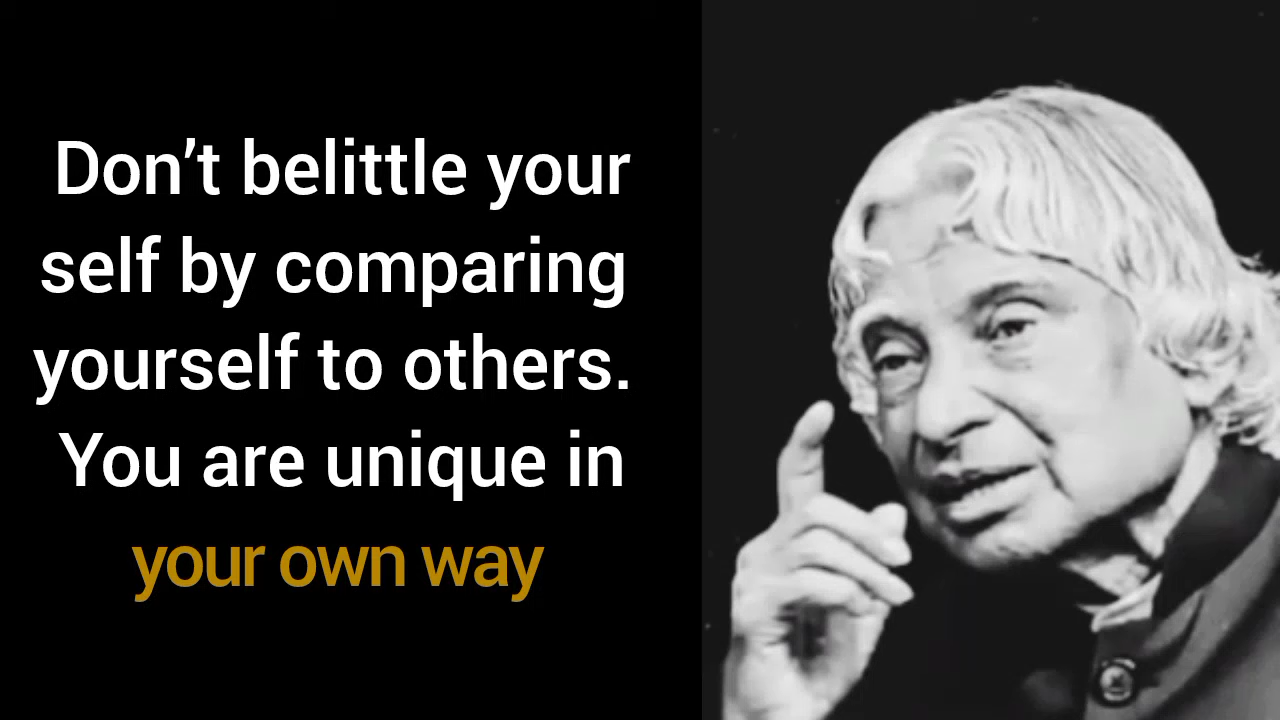 Don’t belittle your
self by comparing
yourself to others.
You are unique in
your own way